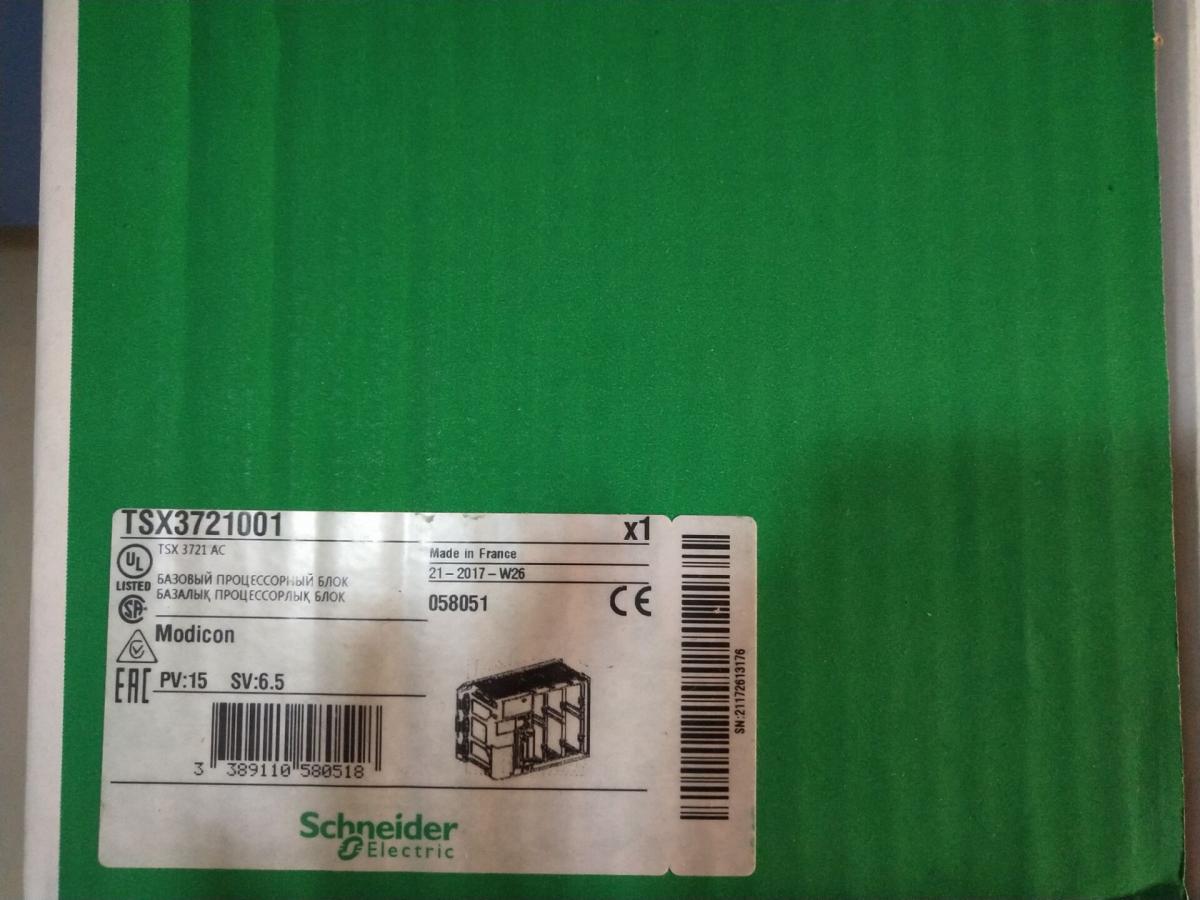 TSX3721001
x1
TSX 3721 AC
UL
LISTED
БАЗОВЫЙ ПРОЦЕССОРНЫЙ БЛОК
БАЗАЛЫҚ ПРОЦЕССОРЛЫҚ БЛОК
SA
Modicon
EAC
PV:15 SV:6.5
3 389110 580518
Made in France
21-2017-W26
058051
CE
SN:21172613176
Schneider
Electric